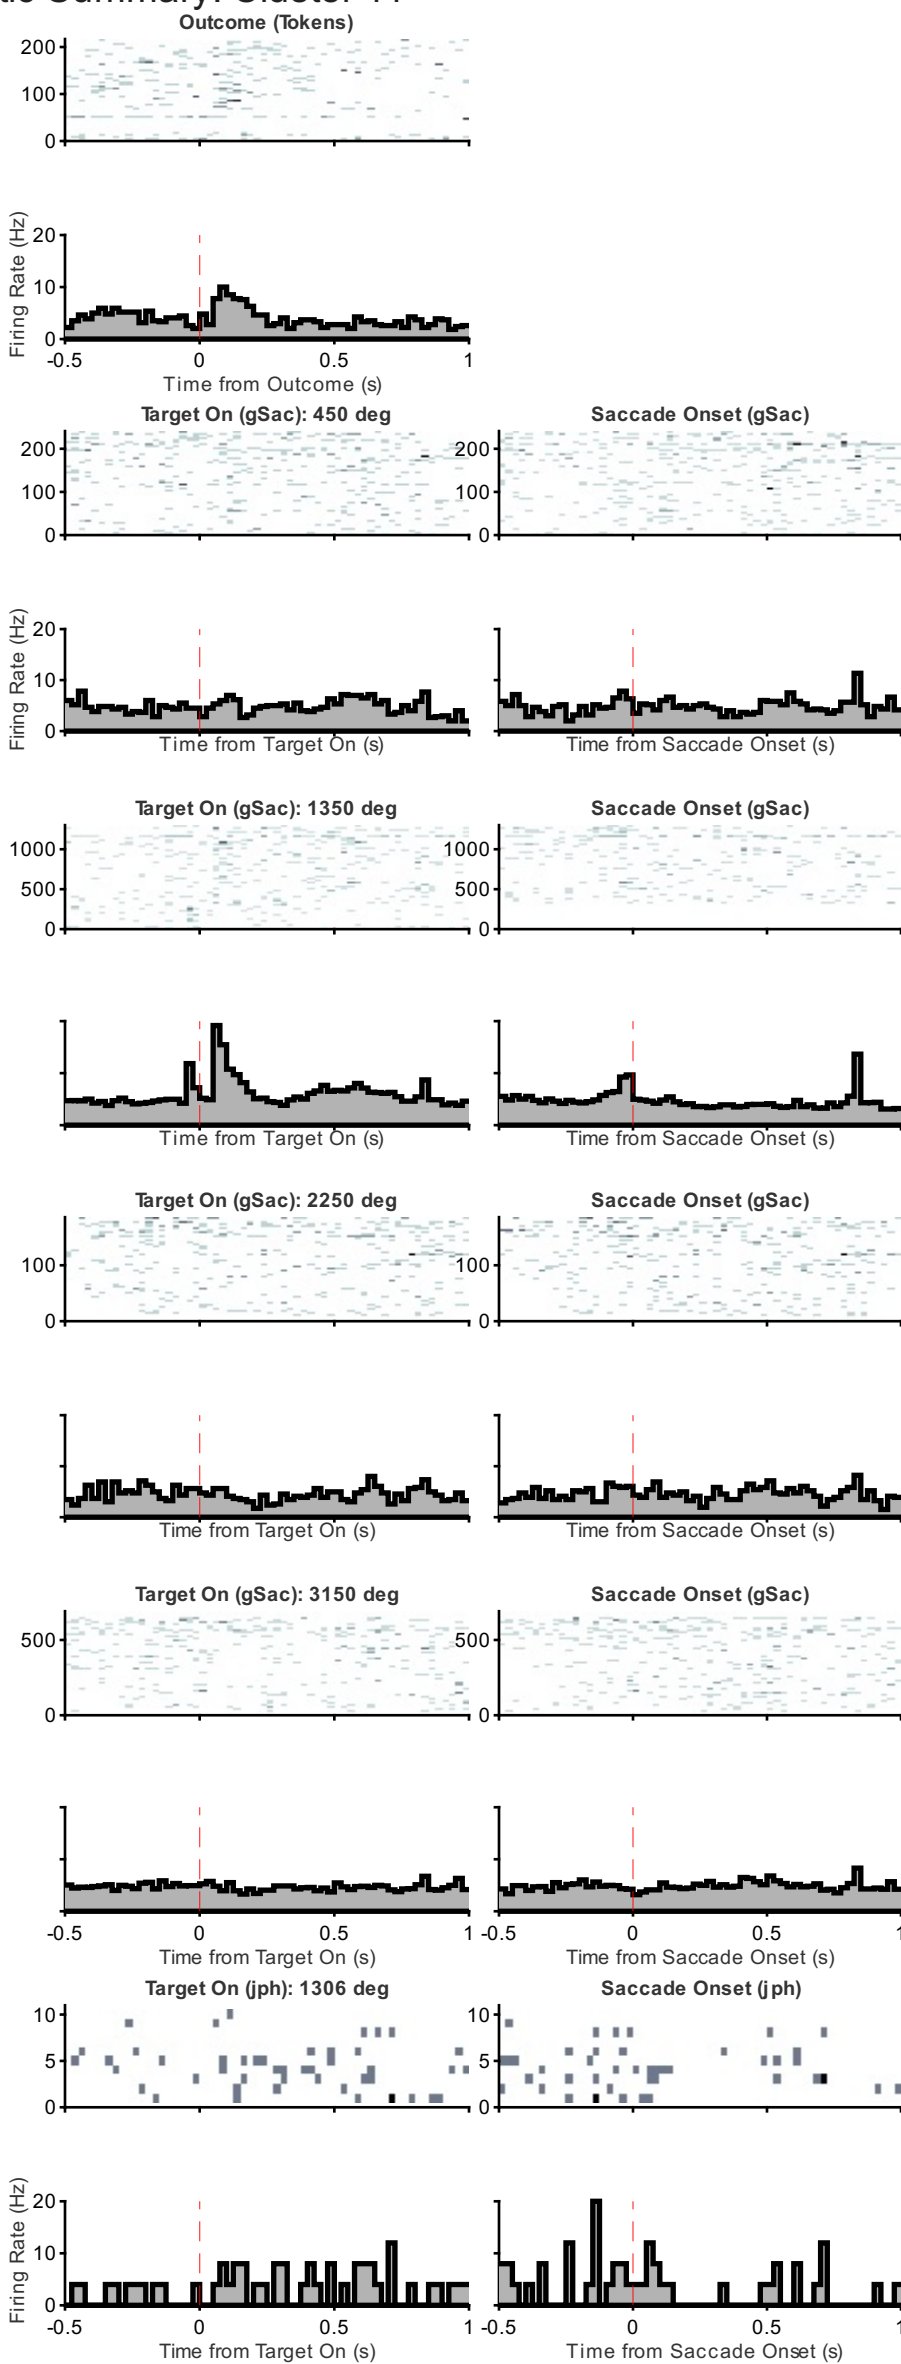 Summary: Cluster
Outcome (Tokens)
200
100
0
Firing Rate (Hz)
20
10
0
-0.5 0 0.5 1
Time from Outcome (s)
Target On (gSac): 450 deg
200
100
0
Saccade Onset (gSac)
200
100
0
Firing Rate (Hz)
20
10
0
Time from Target On (s)
Time from Saccade Onset (s)
Target On (gSac): 1350 deg
1000
500
0
Saccade Onset (gSac)
1000
500
0
Time from Target On (s)
Time from Saccade Onset (s)
Target On (gSac): 2250 deg
100
0
Saccade Onset (gSac)
100
0
Time from Target On (s)
Time from Saccade Onset (s)
Target On (gSac): 3150 deg
500
0
Saccade Onset (gSac)
500
0
-0.5 0 0.5 1
Time from Target On (s)
-0.5 0 0.5 1
Time from Saccade Onset (s)
Target On (jph): 1306 deg
10
5
0
Saccade Onset (jph)
10
5
0
Firing Rate (Hz)
20
10
0
-0.5 0 0.5 1
Time from Target On (s)
-0.5 0 0.5 1
Time from Saccade Onset (s)